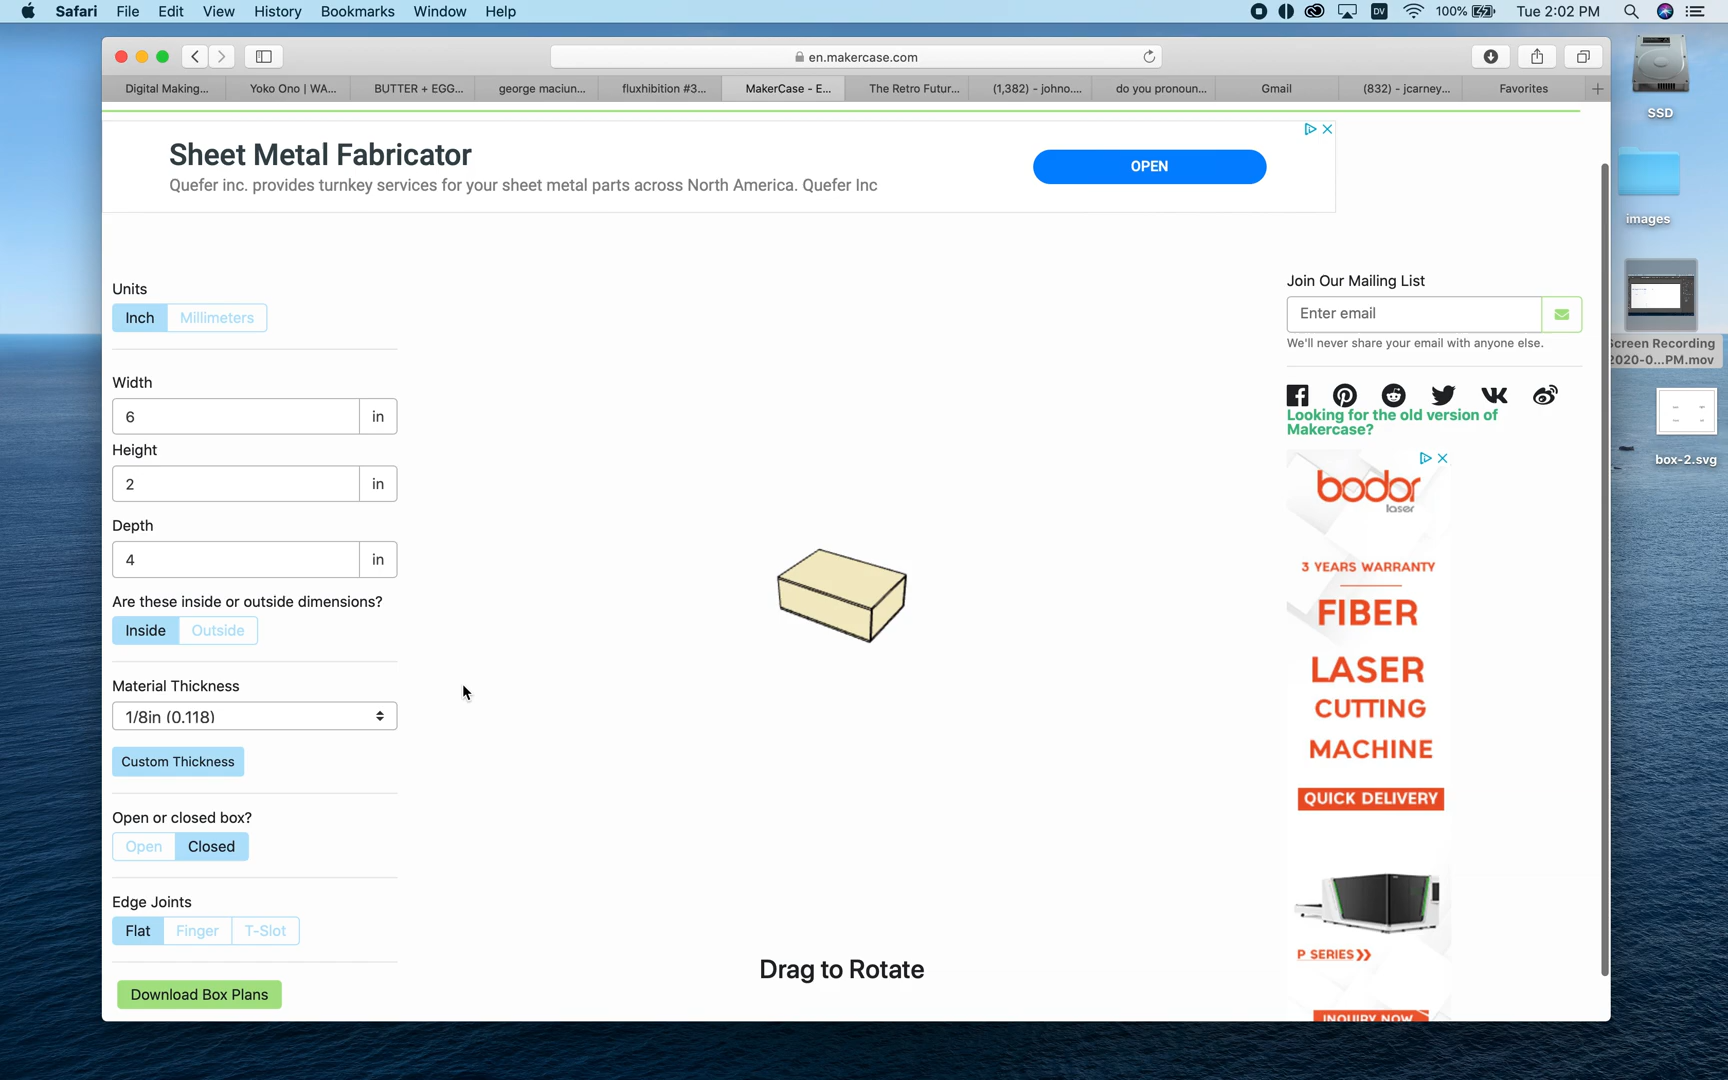 Safari File Edit View History Bookmarks Window Help DV 100% Tue 2:02 PM
en.makercase.com
Digital Making... Yoko Ono | WA... BUTTER + EGG... george maciun... fluxhibition #3... MakerCase - E... The Retro Futur... (1,382) - johno.... do you pronoun... Gmail (832) - jcarney... Favorites
SSD
Sheet Metal Fabricator
Quefer inc. provides turnkey services for your sheet metal parts across North America. Quefer Inc
OPEN
images
Units
Inch Millimeters
Join Our Mailing List
Enter email
We'll never share your email with anyone else.
Screen Recording
2020-0...PM.mov
Width
6 in
Looking for the old version of
Makercase?
Height
2 in
box-2.svg
Depth
4 in
Are these inside or outside dimensions?
Inside Outside
Material Thickness
1/8in (0.118)
Custom Thickness
Open or closed box?
Open Closed
Edge Joints
Flat Finger T-Slot
Download Box Plans
Drag to Rotate
bodor
laser
3 YEARS WARRANTY
FIBER
LASER
CUTTING
MACHINE
QUICK DELIVERY
P SERIES
INQUIRY NOW